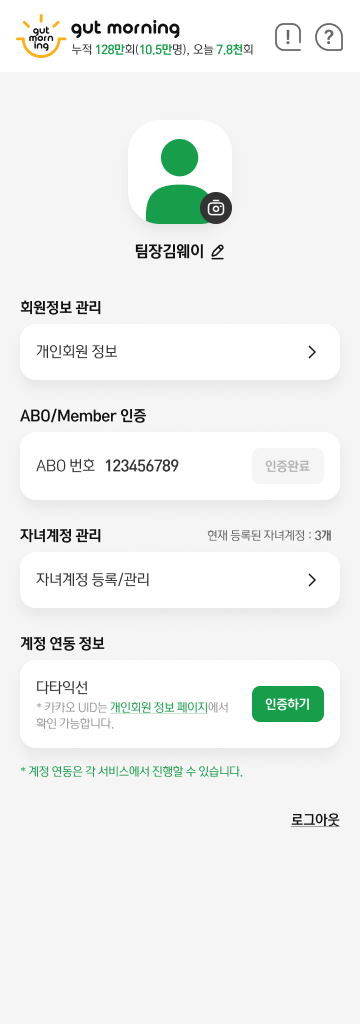 gut
morn
ing
gut morning
누적 128만회(10.5만명), 오늘 7.8천회
팀장김웨이
회원정보 관리
개인회원 정보
ABO/Member 인증
ABO 번호 123456789 인증완료
자녀계정 관리 현재 등록된 자녀계정 : 3개
자녀계정 등록/관리
계정 연동 정보
다타익선
* 카카오 UID는 개인회원 정보 페이지에서
확인 가능합니다.
인증하기
* 계정 연동은 각 서비스에서 진행할 수 있습니다.
로그아웃